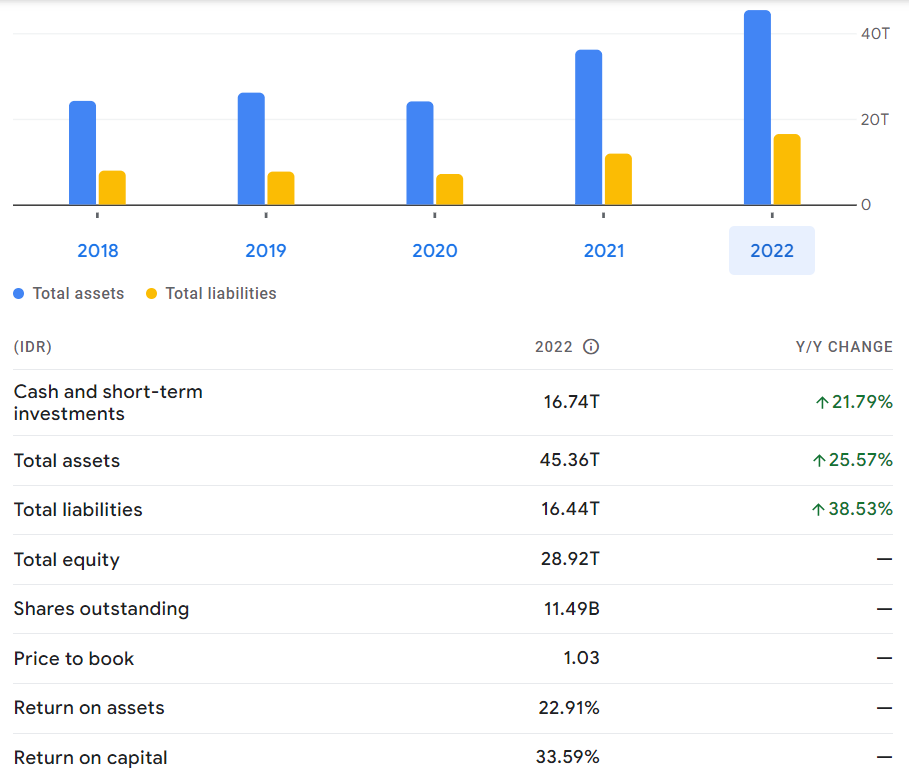 40T
20T
0
2018 2019 2020 2021 2022
Total assets Total liabilities
(IDR) 2022 Y/Y CHANGE
Cash and short-term
investments 16.74T ↑21.79%
Total assets 45.36T ↑25.57%
Total liabilities 16.44T ↑38.53%
Total equity 28.92T —
Shares outstanding 11.49B —
Price to book 1.03 —
Return on assets 22.91% —
Return on capital 33.59% —